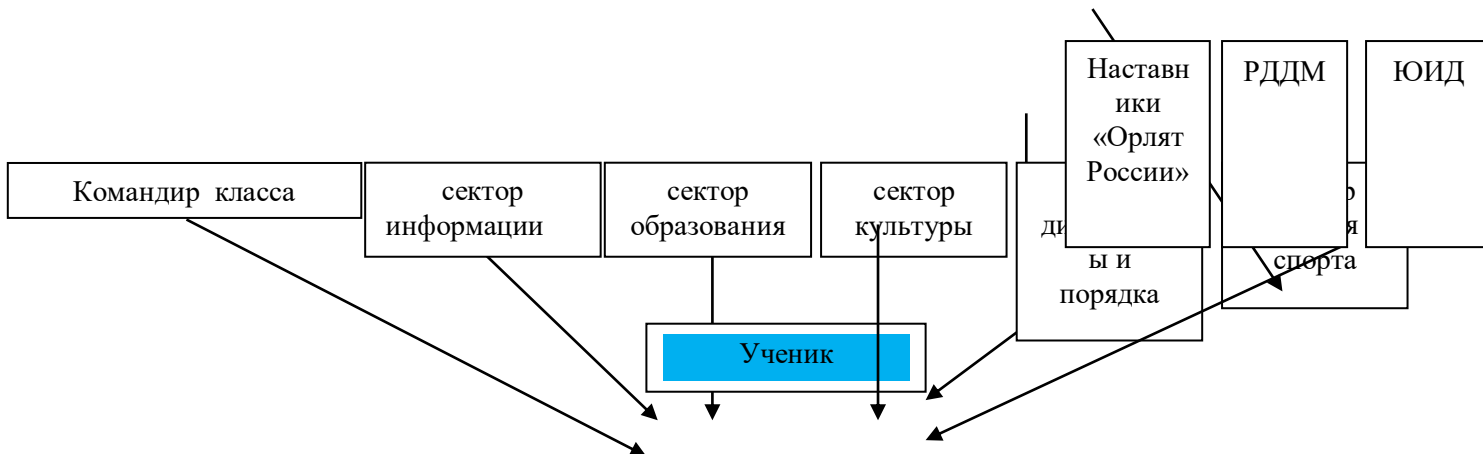 Наставн
ики
«Орлят
России»
РДДМ
ЮИД
Командир класса
сектор
информации
сектор
образования
сектор
культуры
ы и
порядка
спорта
Ученик